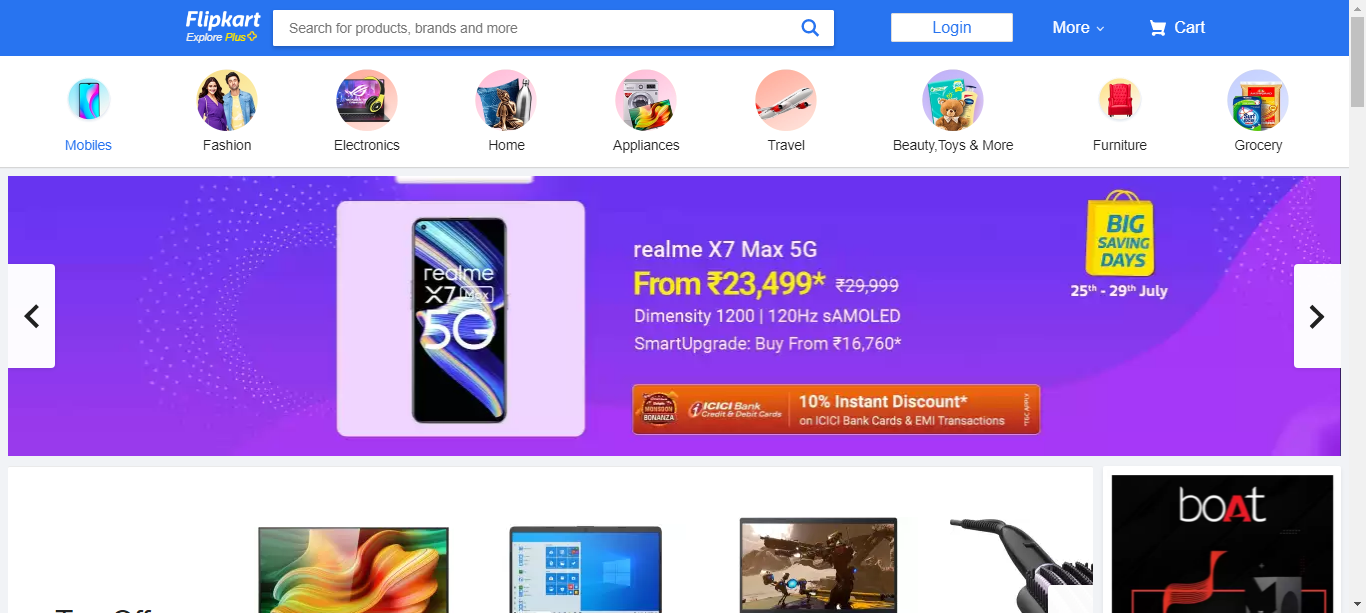 Flipkart
Explore Plus
Search for products, brands and more
Login
More
Cart
Mobiles
Fashion
Electronics
Home
Appliances
Travel
Beauty,Toys & More
Furniture
Grocery
realme
X7 Max
5G
realme X7 Max 5G
From ₹23,499* ₹29,999
Dimensity 1200 | 120Hz sAMOLED
SmartUpgrade: Buy From ₹16,760*
BIG
SAVING
DAYS
25th - 29th July
MONSOON
BONANZA
ICICI Bank
Credit & Debit Cards
10% Instant Discount*
on ICICI Bank Cards & EMI Transactions
*T&C APPLY
boAt